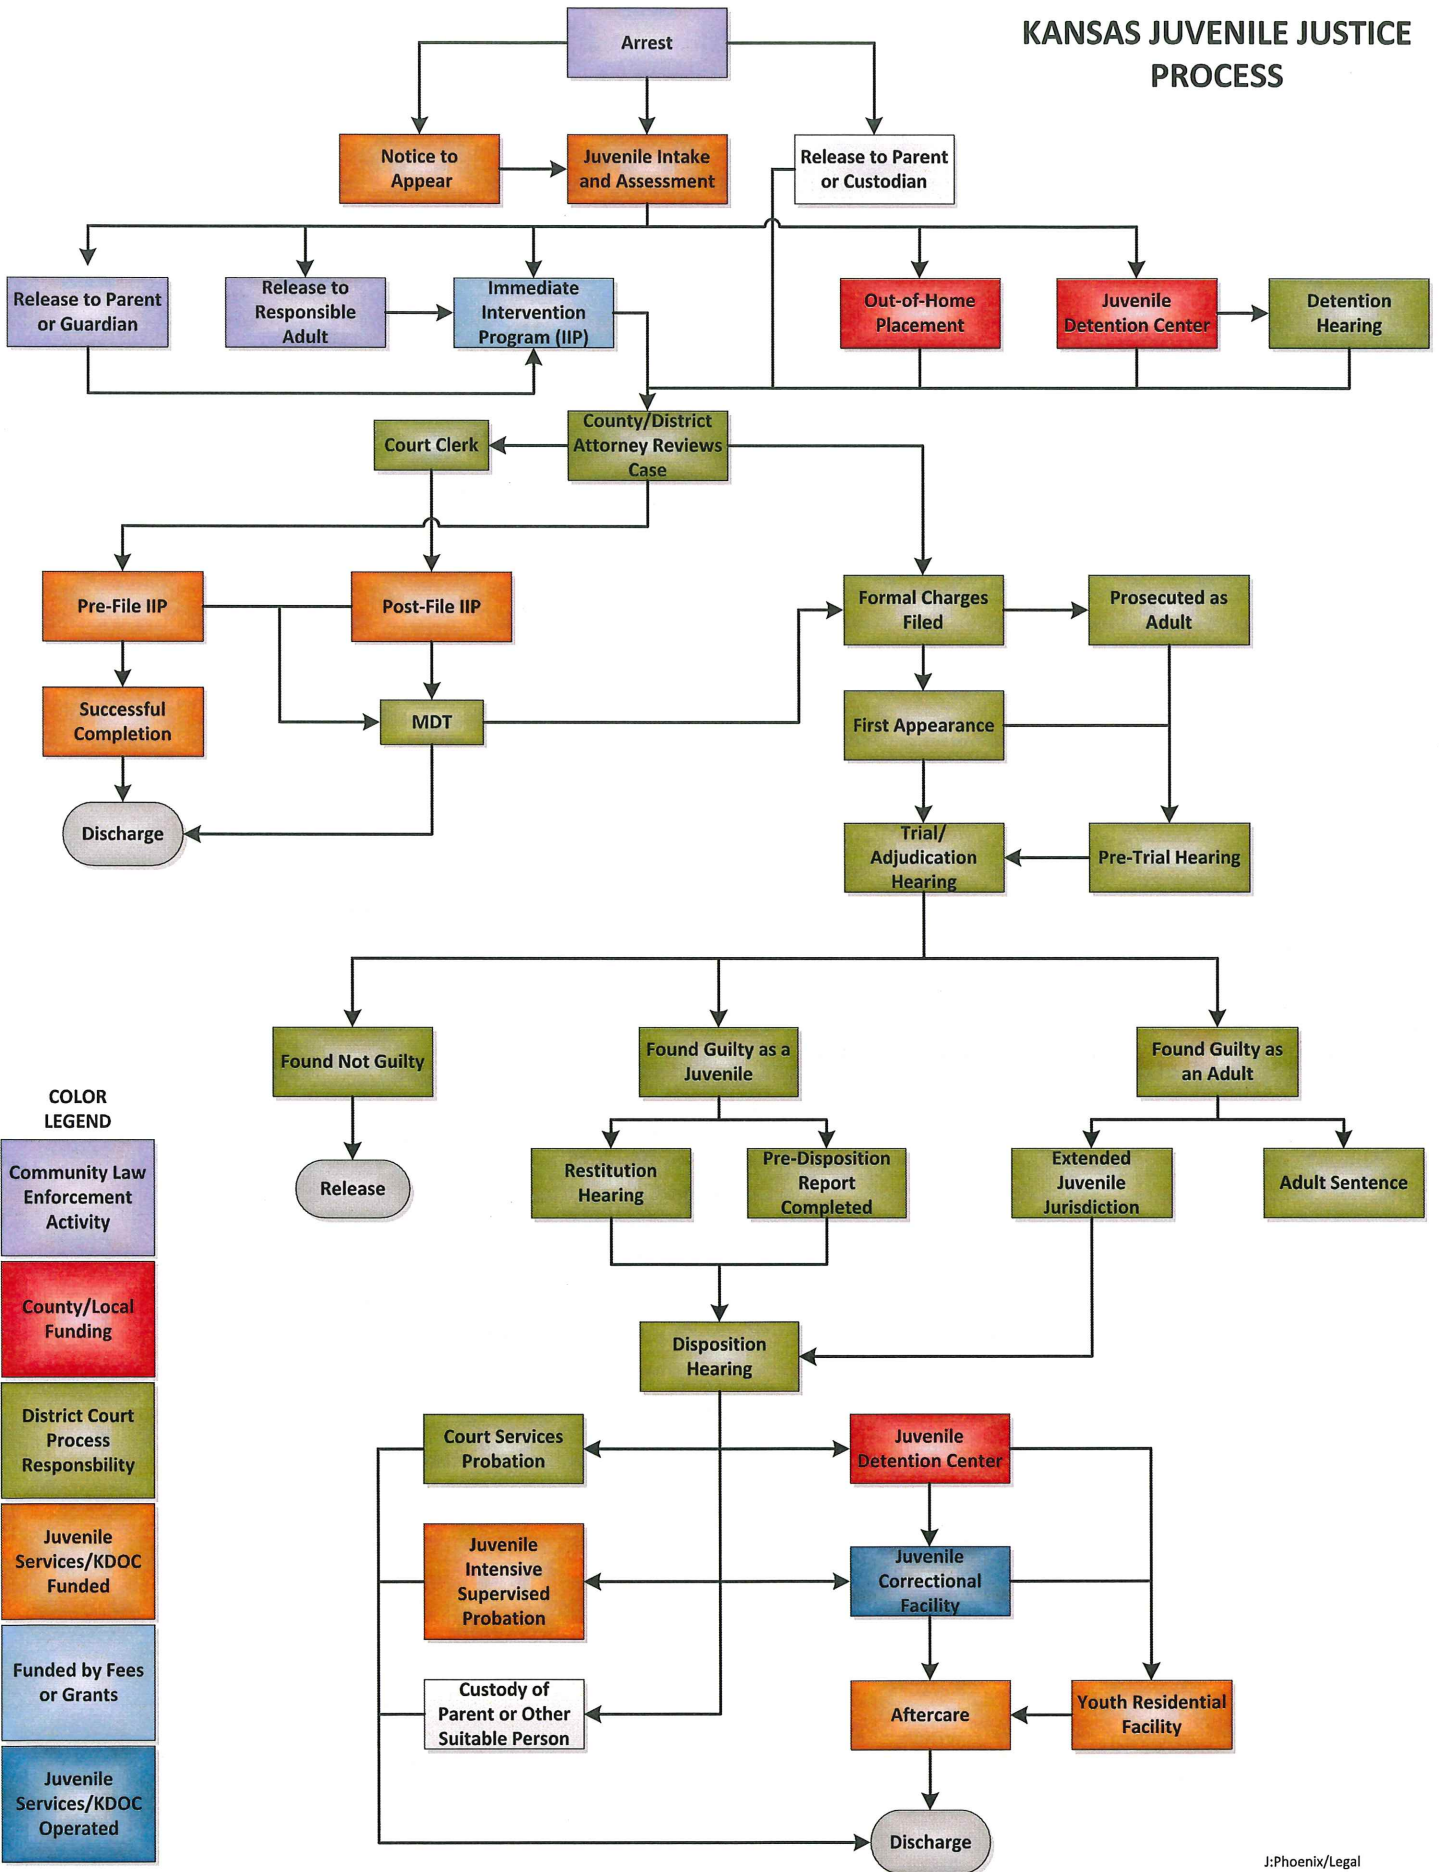 KANSAS JUVENILE JUSTICE
PROCESS
Arrest
Notice to
Appear
Juvenile Intake
and Assessment
Release to Parent
or Custodian
Release to Parent
or Guardian
Release to
Responsible
Adult
Immediate
Intervention
Program (IIP)
Out-of-Home
Placement
Juvenile
Detention Center
Detention
Hearing
Court Clerk
County/District
Attorney Reviews
Case
Pre-File IIP
Post-File IIP
Formal Charges
Filed
Prosecuted as
Adult
Successful
Completion
MDT
First Appearance
Discharge
Trial/
Adjudication
Hearing
Pre-Trial Hearing
Found Not Guilty
Found Guilty as a
Juvenile
Found Guilty as
an Adult
Release
Restitution
Hearing
Pre-Disposition
Report
Completed
Extended
Juvenile
Jurisdiction
Adult Sentence
Disposition
Hearing
Court Services
Probation
Juvenile
Detention Center
Juvenile
Intensive
Supervised
Probation
Juvenile
Correctional
Facility
Custody of
Parent or Other
Suitable Person
Aftercare
Youth Residential
Facility
Discharge
COLOR
LEGEND
Community Law
Enforcement
Activity
County/Local
Funding
District Court
Process
Responsbility
Juvenile
Services/KDOC
Funded
Funded by Fees
or Grants
Juvenile
Services/KDOC
Operated
J:Phoenix/Legal